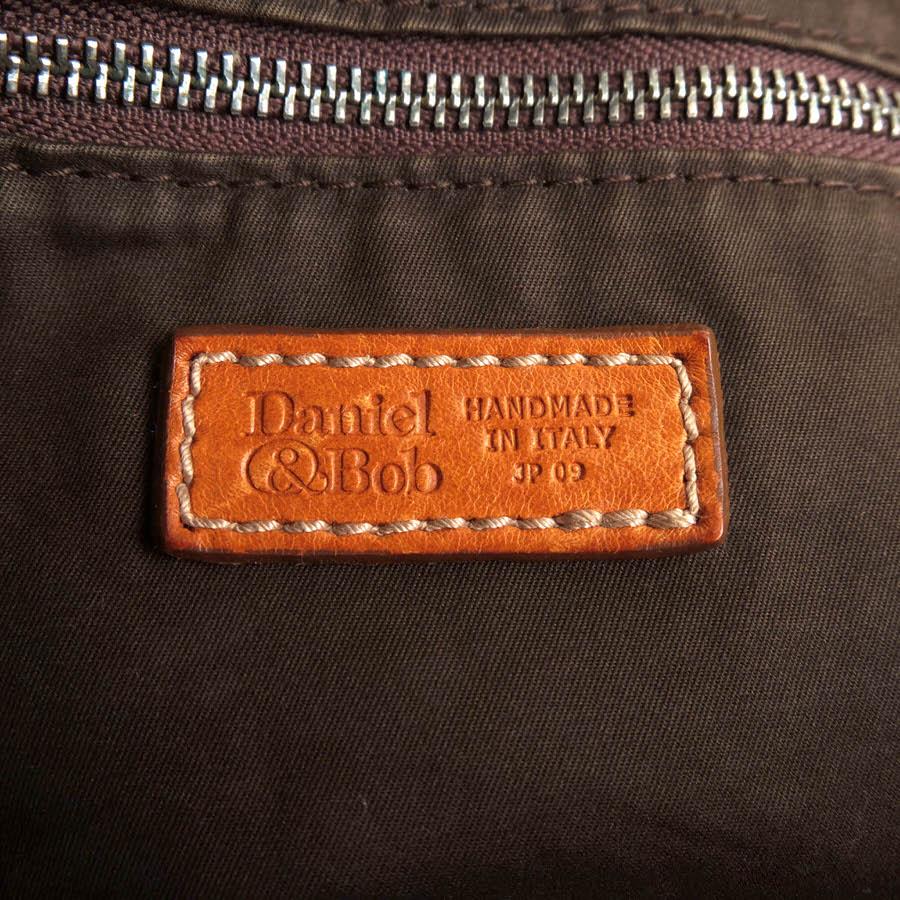 Daniel
&Bob
HANDMADE
IN ITALY
JP 09